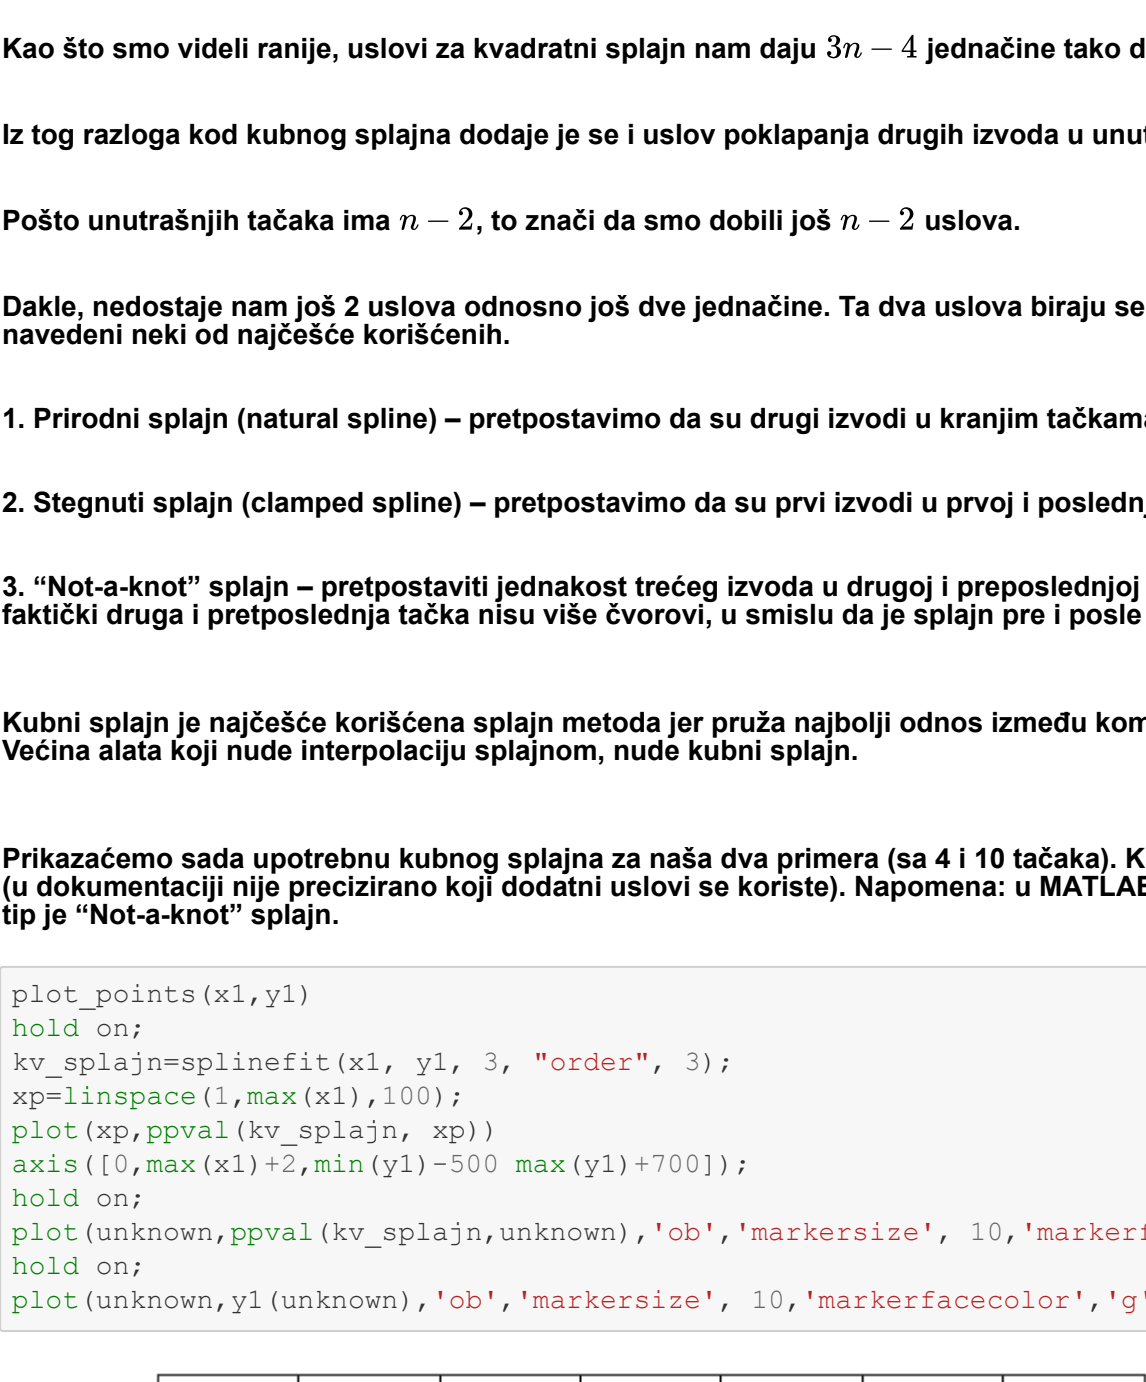 Kao što smo videli ranije, uslovi za kvadratni splajn nam daju 3n − 4 jednačine tako d
Iz tog razloga kod kubnog splajna dodaje je se i uslov poklapanja drugih izvoda u unut
Pošto unutrašnjih tačaka ima n − 2, to znači da smo dobili još n − 2 uslova.
Dakle, nedostaje nam još 2 uslova odnosno još dve jednačine. Ta dva uslova biraju se
navedeni neki od najčešće korišćenih.
1. Prirodni splajn (natural spline) – pretpostavimo da su drugi izvodi u kranjim tačkama
2. Stegnuti splajn (clamped spline) – pretpostavimo da su prvi izvodi u prvoj i poslednj
3. “Not-a-knot” splajn – pretpostaviti jednakost trećeg izvoda u drugoj i preposlednjoj
faktički druga i pretposlednja tačka nisu više čvorovi, u smislu da je splajn pre i posle
Kubni splajn je najčešće korišćena splajn metoda jer pruža najbolji odnos između kom
Većina alata koji nude interpolaciju splajnom, nude kubni splajn.
Prikazaćemo sada upotrebnu kubnog splajna za naša dva primera (sa 4 i 10 tačaka). K
(u dokumentaciji nije precizirano koji dodatni uslovi se koriste). Napomena: u MATLAB
tip je “Not-a-knot” splajn.
plot_points(x1,y1)
hold on;
kv_splajn=splinefit(x1, y1, 3, "order", 3);
xp=linspace(1,max(x1),100);
plot(xp,ppval(kv_splajn, xp))
axis([0,max(x1)+2,min(y1)-500 max(y1)+700]);
hold on;
plot(unknown,ppval(kv_splajn,unknown),'ob','markersize', 10,'markerf
hold on;
plot(unknown,y1(unknown),'ob','markersize', 10,'markerfacecolor','g'